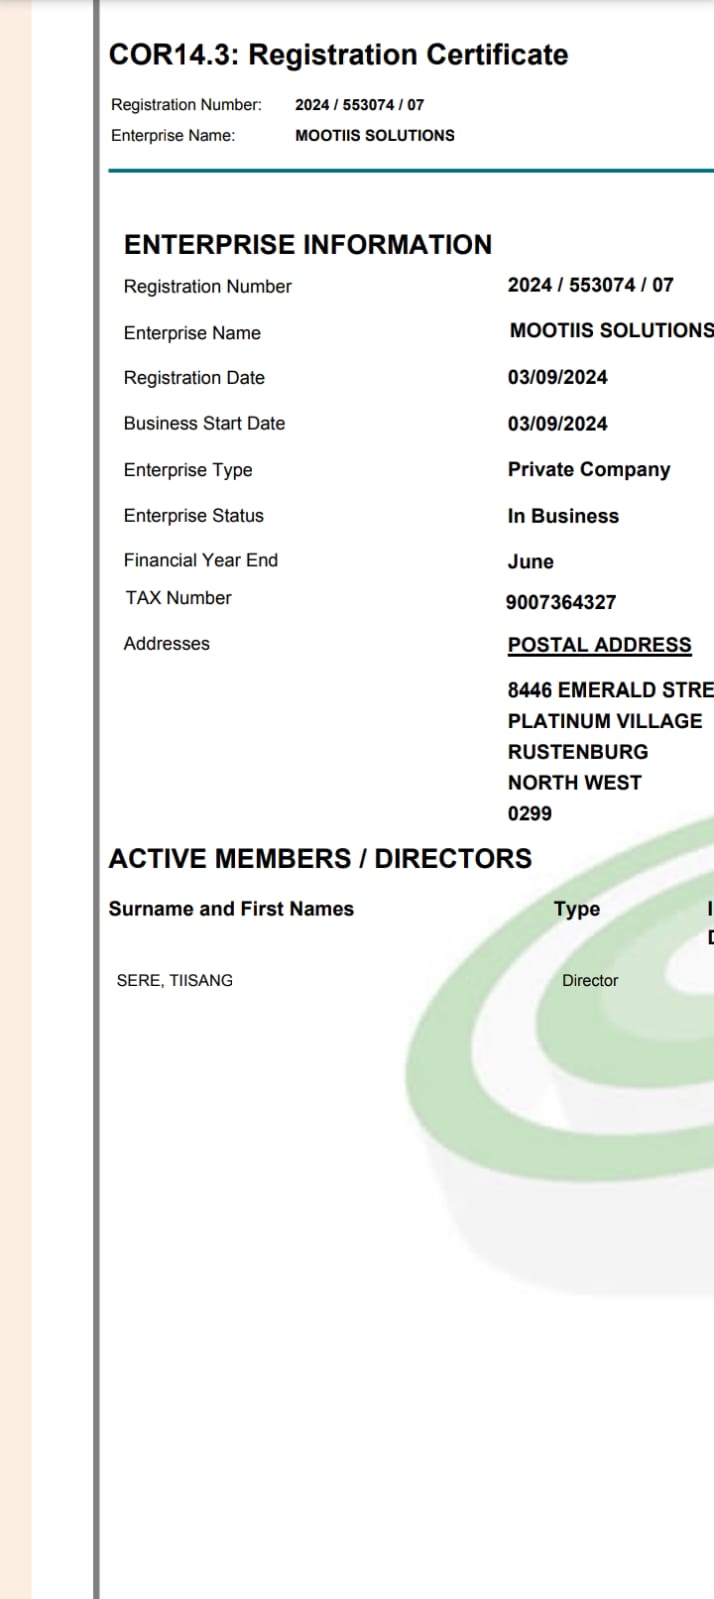 COR14.3: Registration Certificate
Registration Number: 2024 / 553074 / 07
Enterprise Name: MOOTIIS SOLUTIONS
ENTERPRISE INFORMATION
Registration Number 2024 / 553074 / 07
Enterprise Name MOOTIIS SOLUTIONS
Registration Date 03/09/2024
Business Start Date 03/09/2024
Enterprise Type Private Company
Enterprise Status In Business
Financial Year End June
TAX Number 9007364327
Addresses POSTAL ADDRESS
8446 EMERALD STRE
PLATINUM VILLAGE
RUSTENBURG
NORTH WEST
0299
ACTIVE MEMBERS / DIRECTORS
Surname and First Names Type
SERE, TIISANG Director